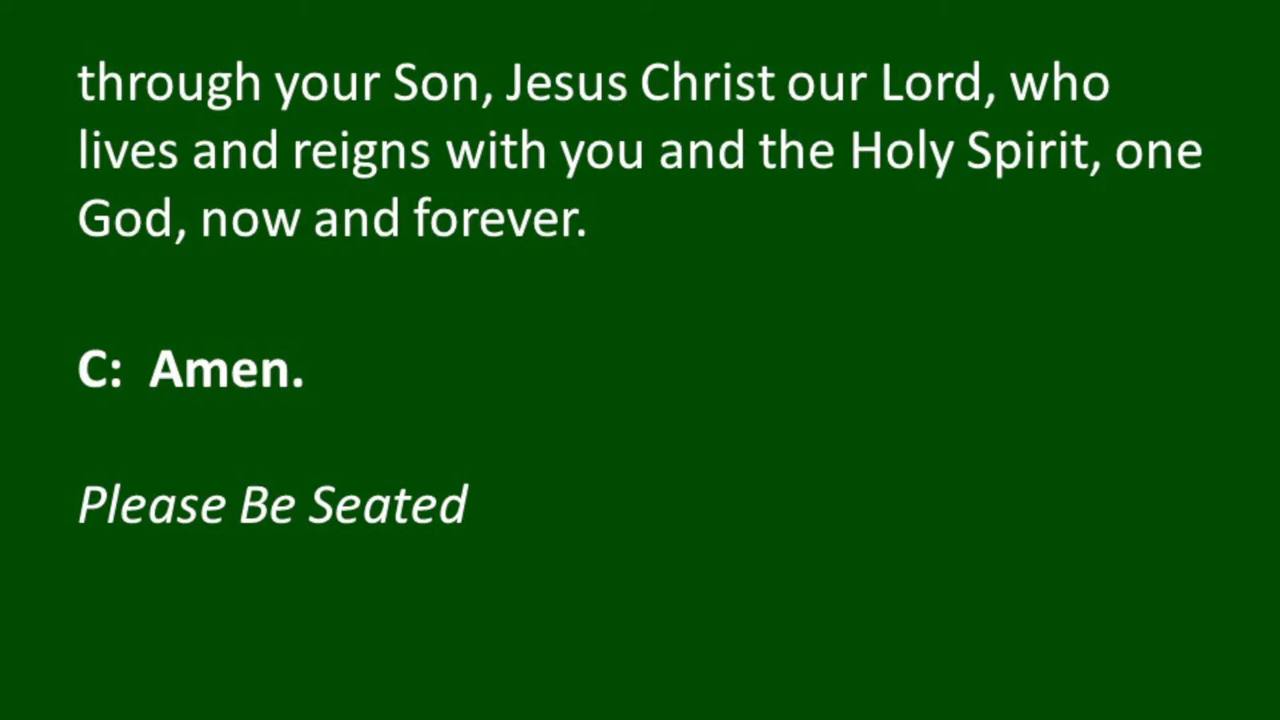 through your Son, Jesus Christ our Lord, who
lives and reigns with you and the Holy Spirit, one
God, now and forever.
C:  Amen.
Please Be Seated